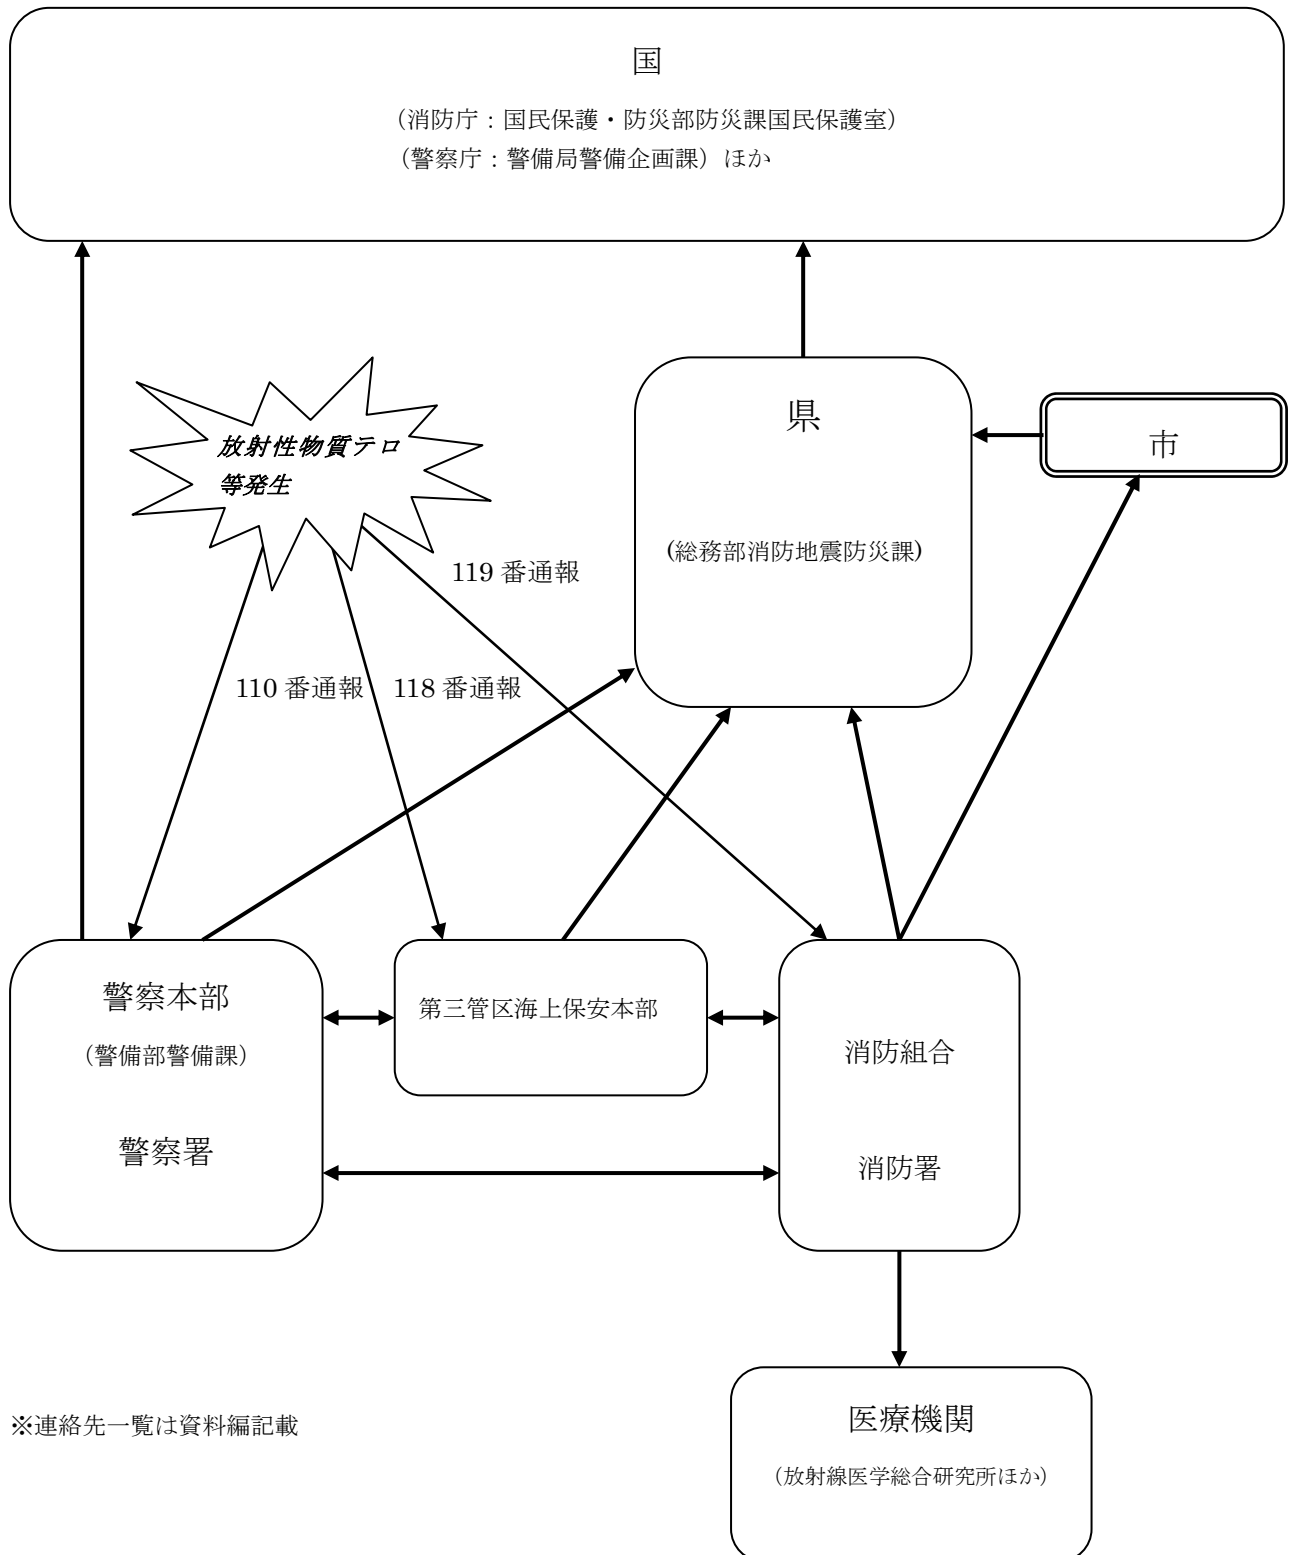 国
（消防庁：国民保護・防災部防災課国民保護室）
（警察庁：警備局警備企画課）ほか
放射性物質テロ
等発生
県
(総務部消防地震防災課)
市
119 番通報
110 番通報
118 番通報
警察本部
（警備部警備課）
警察署
第三管区海上保安本部
消防組合
消防署
※連絡先一覧は資料編記載
医療機関
（放射線医学総合研究所ほか）